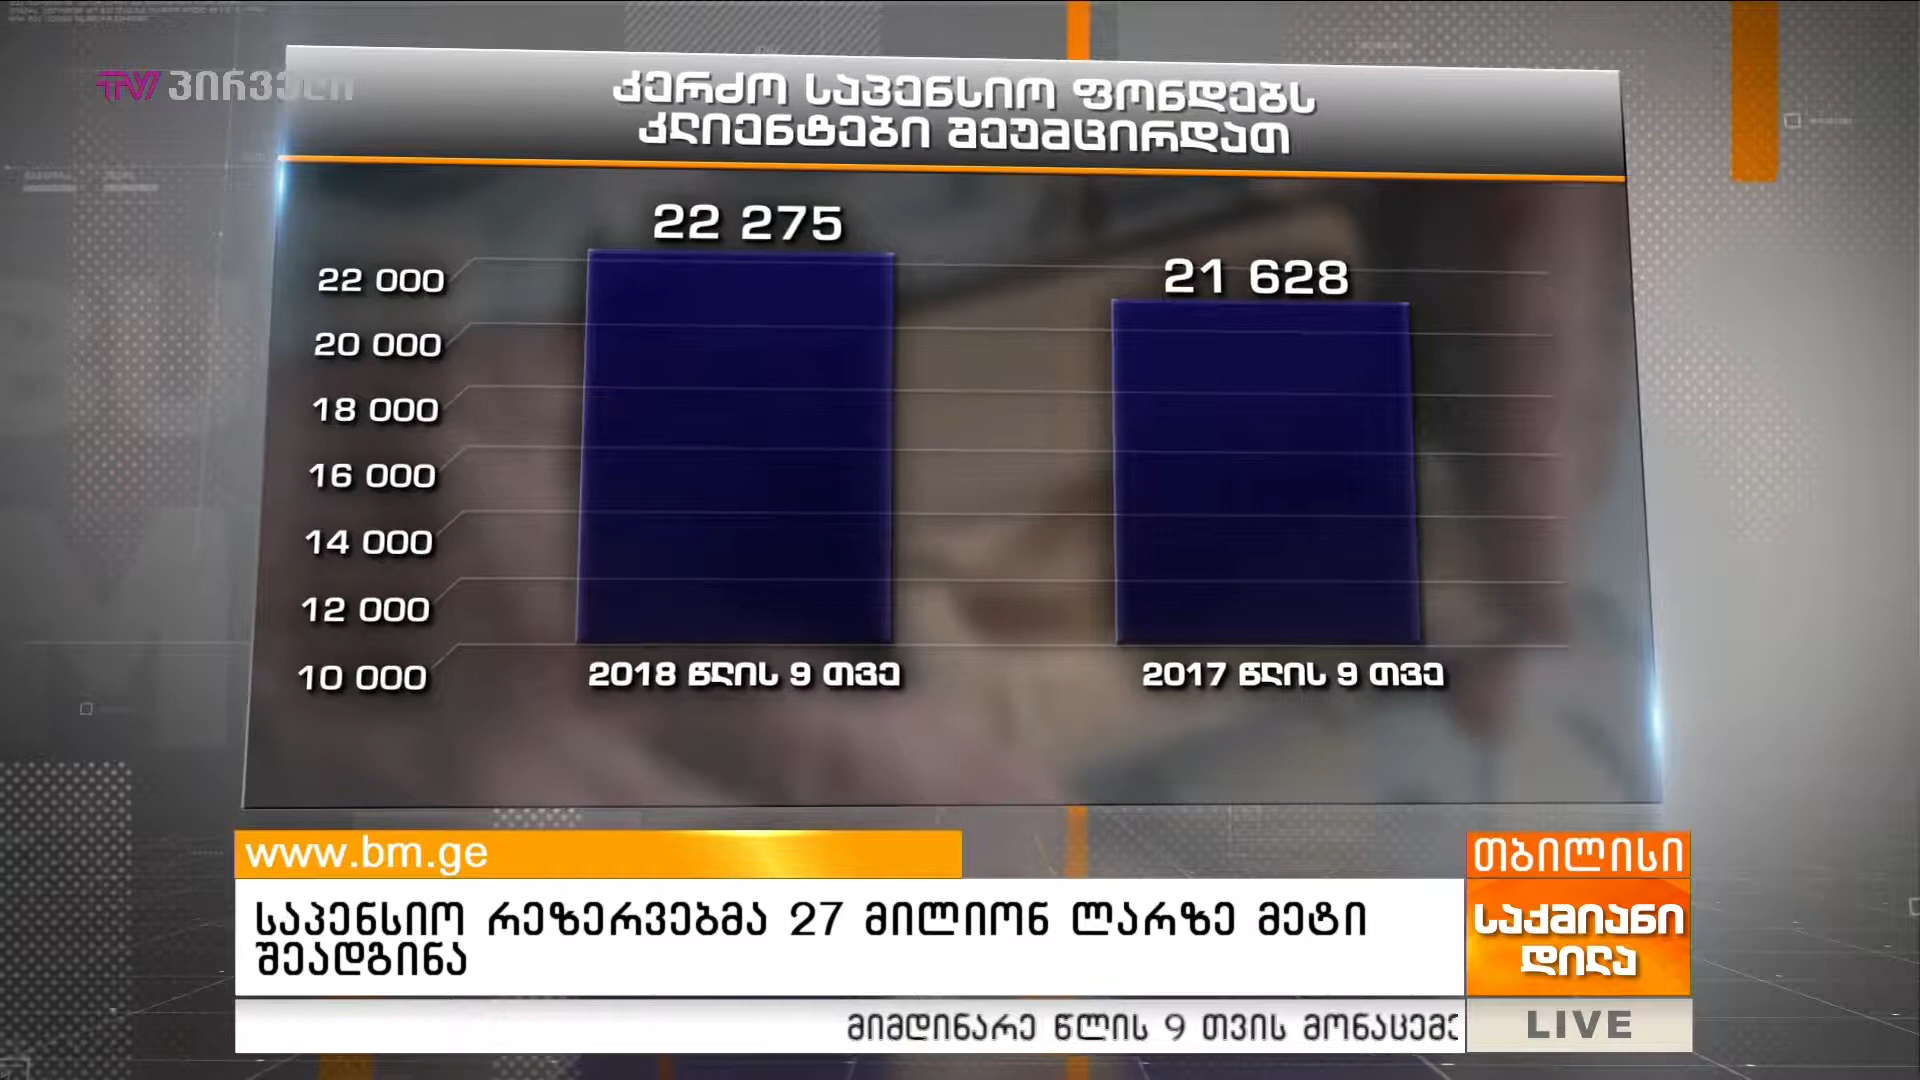 TV პირველი
კერძო საპენსიო ფონდებს
კლიენტები შეუმცირდათ
22 275
21 628
22 000
20 000
18 000
16 000
14 000
12 000
10 000
2018 წლის 9 თვე
2017 წლის 9 თვე
www.bm.ge
თბილისი
საპენსიო რეზერვებმა 27 მილიონ ლარზე მეტი
შეადგინა
საქმიანი
დილა
მიმდინარე წლის 9 თვის მონაცემე
LIVE